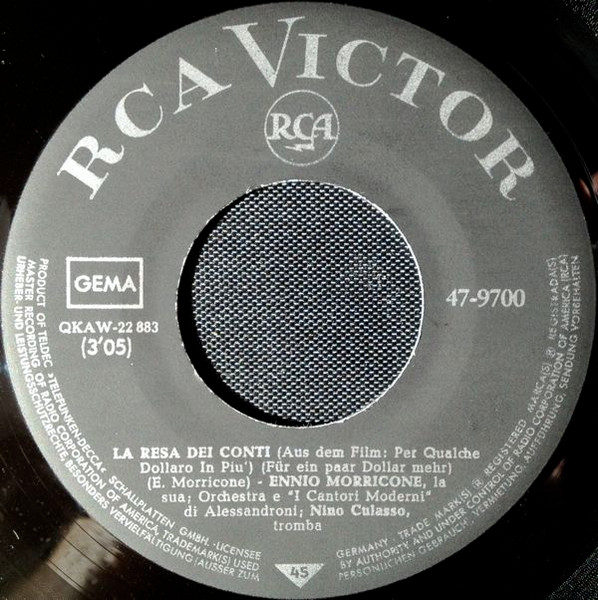 RCA VICTOR
RCA
GEMA
QKAW-22 883
(3'05)
47-9700
LA RESA DEI CONTI (Aus dem Film: Per Qualche
Dollaro In Piu') (Für ein paar Dollar mehr)
(E. Morricone) - ENNIO MORRICONE, la
sua; Orchestra e "I Cantori Moderni"
di Alessandroni; Nino Culasso,
tromba
45
PRODUCT OF TELDEC »TELEFUNKEN-DECCA« SCHALLPLATTEN GMBH. -LICENSEE
MASTER RECORDING OF RADIO CORPORATION OF AMERICA, TRADEMARK(S) USED
URHEBER- UND LEISTUNGSSCHUTZRECHTE, BESONDERS VERVIELFÄLTIGUNG (AUSSER ZUM
GERMANY. TRADE MARK(S) ® REGISTERED MARCA(S) ® REGISTRADA(S)
BY AUTHORITY AND UNDER CONTROL OF RADIO CORPORATION OF AMERICA (RCA)
PERSÖNLICHEN GEBRAUCH), VERMIETUNG, AUFFÜHRUNG, SENDUNG VORBEHALTEN